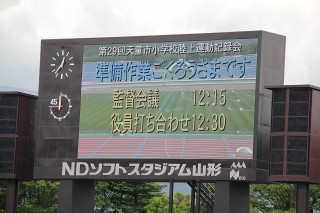 第29回天童市小学校陸上運動記録会
準備作業ごくろうさまです
監督会議 12:15
役員打ち合わせ12:30
45
NDソフトスタジアム山形